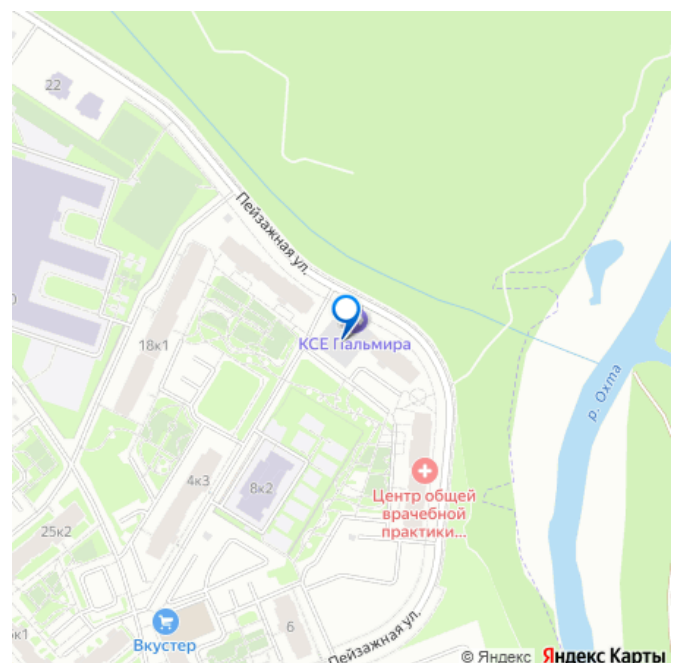 22
Пейзажная ул.
КСЕ Пальмира
18к1
р. Охта
4к3
8к2
Центр общей
врачебной
практики...
25к2
Вкустер
6
Пейзажная ул.
© Яндекс Яндекс Карты